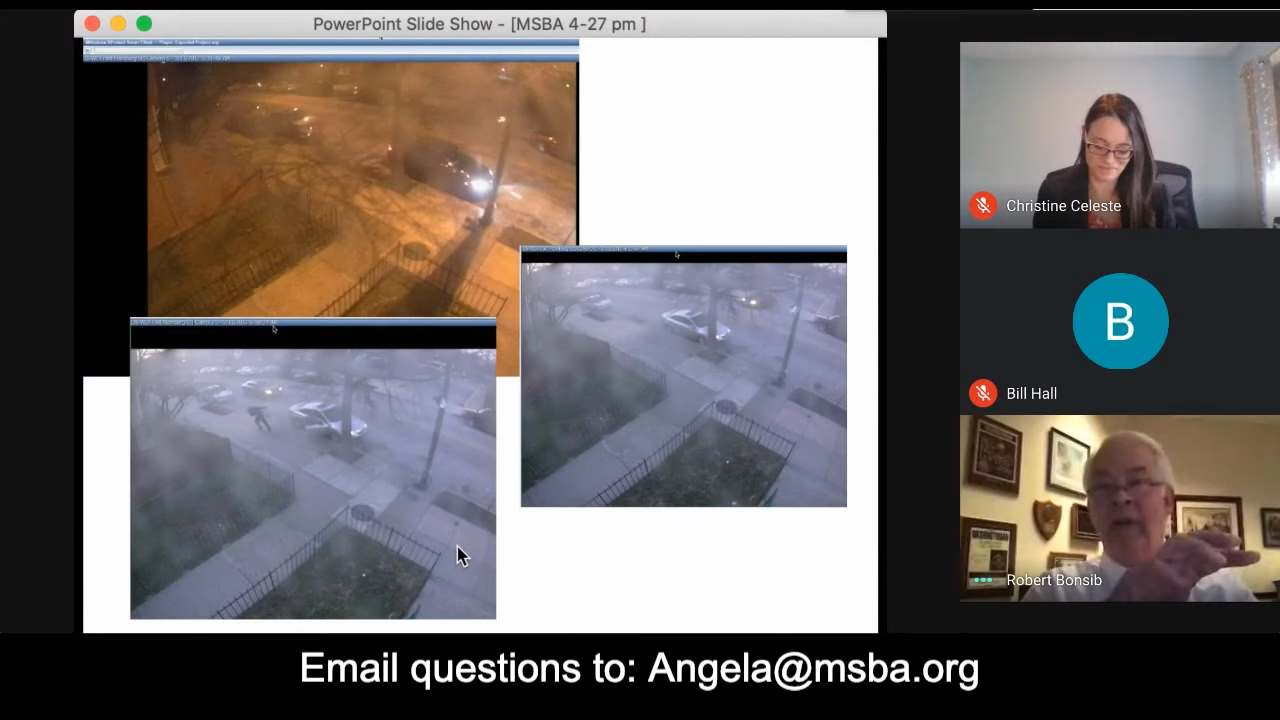 PowerPoint Slide Show - [MSBA 4-27 pm ]
Christine Celeste
B
Bill Hall
Robert Bonsib
Email questions to: Angela@msba.org